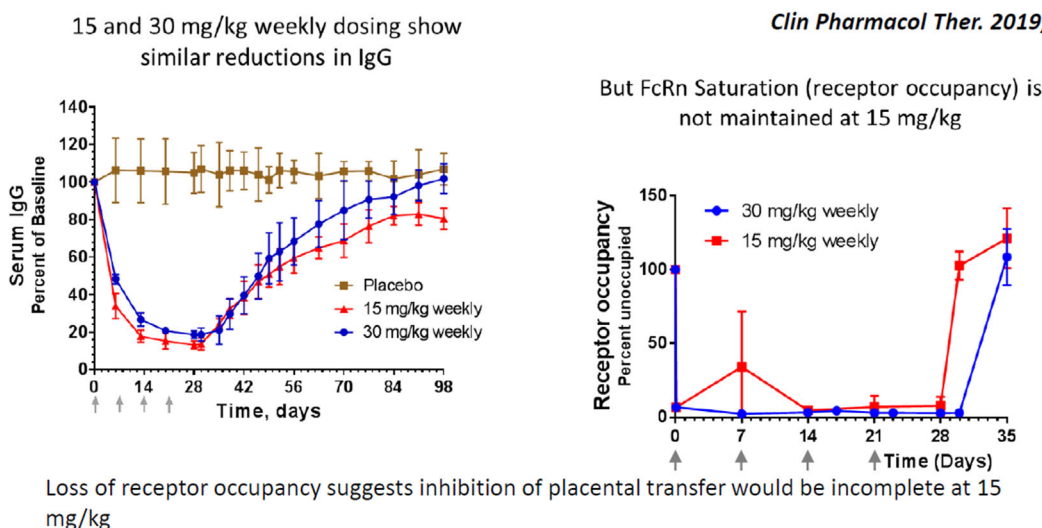 15 and 30 mg/kg weekly dosing show
similar reductions in IgG
Clin Pharmacol Ther. 2019,
But FcRn Saturation (receptor occupancy) is
not maintained at 15 mg/kg
Serum IgG
Percent of Baseline
140
120
100
80
60
40
20
0
Placebo
15 mg/kg weekly
30 mg/kg weekly
0 14 28 42 56 70 84 98
Time, days
Receptor occupancy
Percent unoccupied
150
100
50
0
30 mg/kg weekly
15 mg/kg weekly
0 7 14 21 28 35
Time (Days)
Loss of receptor occupancy suggests inhibition of placental transfer would be incomplete at 15
mg/kg